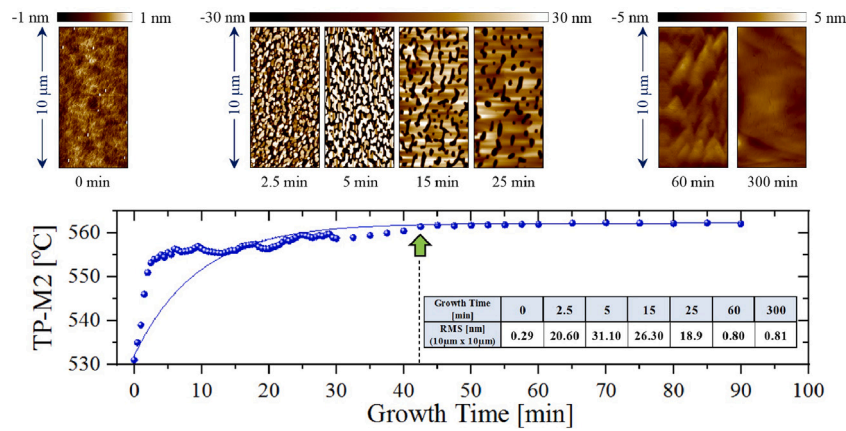 -1 nm 1 nm
-30 nm 30 nm
-5 nm 5 nm
10 μm
10 μm
10 μm
0 min
2.5 min 5 min 15 min 25 min
60 min 300 min
TP-M2 [°C]
560
550
540
530
Growth Time [min] 0 2.5 5 15 25 60 300
RMS [nm] (10μm x 10μm) 0.29 20.60 31.10 26.30 18.9 0.80 0.81
0 10 20 30 40 50 60 70 80 90 100
Growth Time [min]